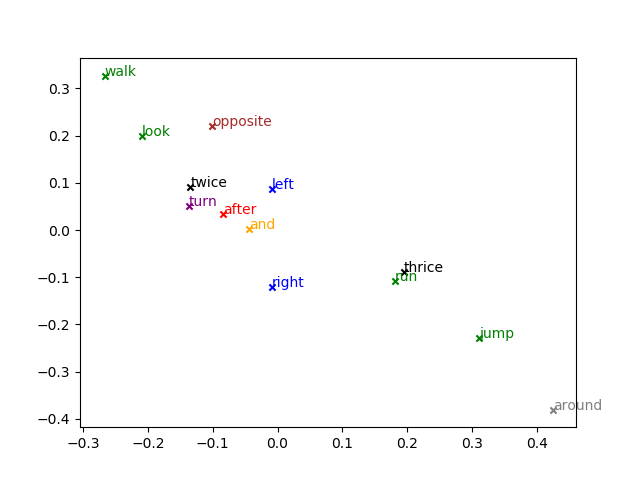 walk
0.3
opposite
look
0.2
twice
left
0.1
turn
after
and
0.0
thrice
run
right
−0.1
jump
−0.2
−0.3
around
−0.4
−0.3 −0.2 −0.1 0.0 0.1 0.2 0.3 0.4